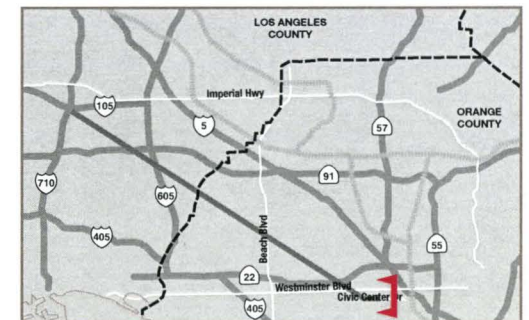 LOS ANGELES
COUNTY
Imperial Hwy
105
5
57
ORANGE
COUNTY
710
605
91
405
Beach Blvd
55
22
Westminster Blvd
Civic Center Dr
405